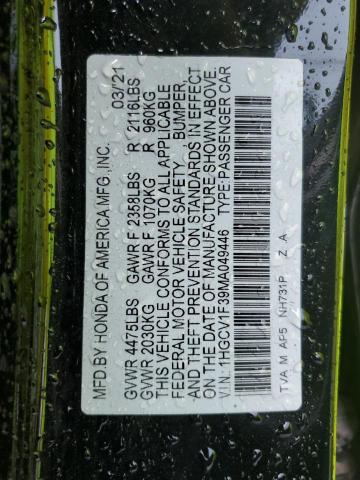 MFD.BY HONDA OF AMERICA MFG.,INC. 03/21
GVWR 4475LBS GAWR F 2358LBS R 2116LBS
GVWR 2030KG GAWR F 1070KG R 960KG
THIS VEHICLE CONFORMS TO ALL APPLICABLE
FEDERAL MOTOR VEHICLE SAFETY, BUMPER,
AND THEFT PREVENTION STANDARDS IN EFFECT
ON THE DATE OF MANUFACTURE SHOWN ABOVE.
V.I.N.: 1HGCV1F39MA049446 TYPE:PASSENGER CAR
TVA M AF5 NH731P Z A